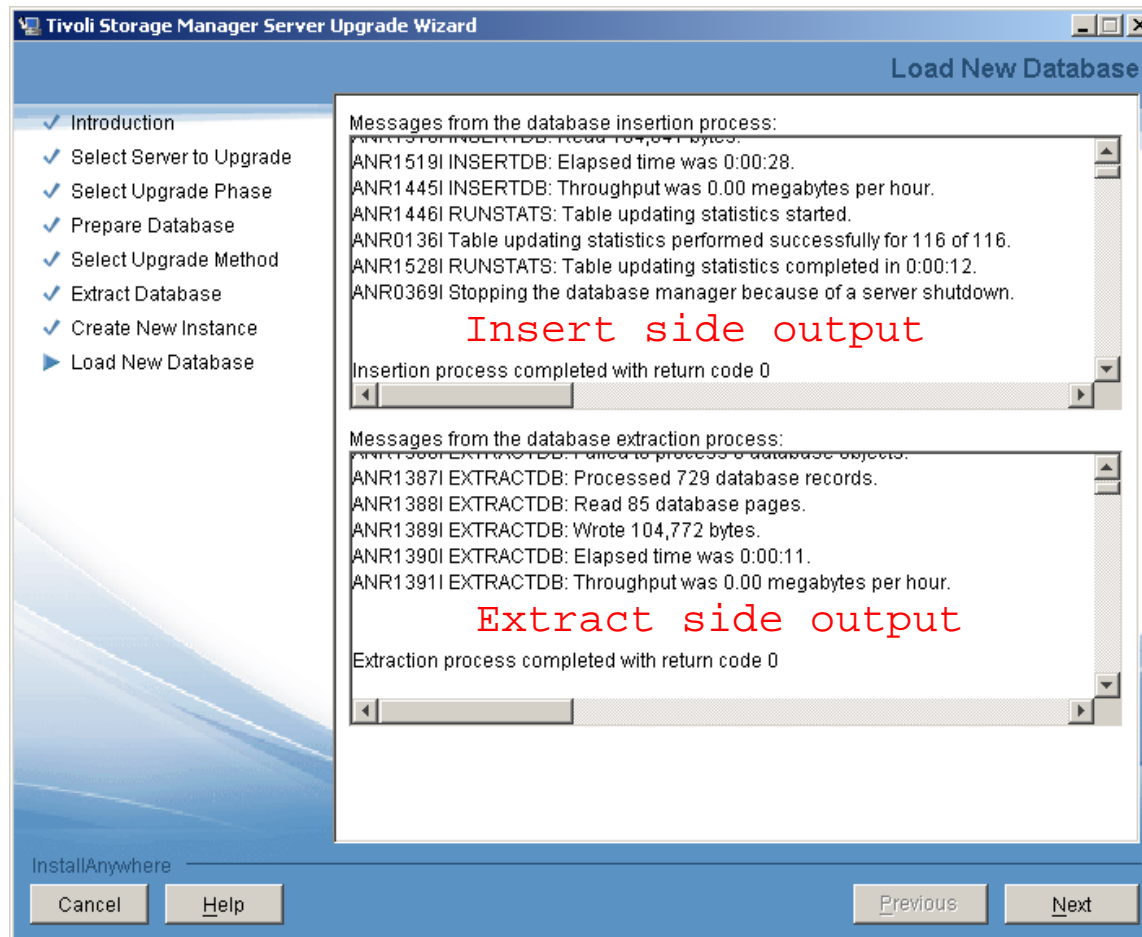 Tivoli Storage Manager Server Upgrade Wizard
Load New Database
Introduction
Select Server to Upgrade
Select Upgrade Phase
Prepare Database
Select Upgrade Method
Extract Database
Create New Instance
Load New Database
Messages from the database insertion process:
ANR1519I INSERTDB: Elapsed time was 0:00:28.
ANR1445I INSERTDB: Throughput was 0.00 megabytes per hour.
ANR1446I RUNSTATS: Table updating statistics started.
ANR0136I Table updating statistics performed successfully for 116 of 116.
ANR1528I RUNSTATS: Table updating statistics completed in 0:00:12.
ANR0369I Stopping the database manager because of a server shutdown.
Insert side output
Insertion process completed with return code 0
Messages from the database extraction process:
ANR1387I EXTRACTDB: Processed 729 database records.
ANR1388I EXTRACTDB: Read 85 database pages.
ANR1389I EXTRACTDB: Wrote 104,772 bytes.
ANR1390I EXTRACTDB: Elapsed time was 0:00:11.
ANR1391I EXTRACTDB: Throughput was 0.00 megabytes per hour.
Extract side output
Extraction process completed with return code 0
InstallAnywhere
Cancel Help Previous Next